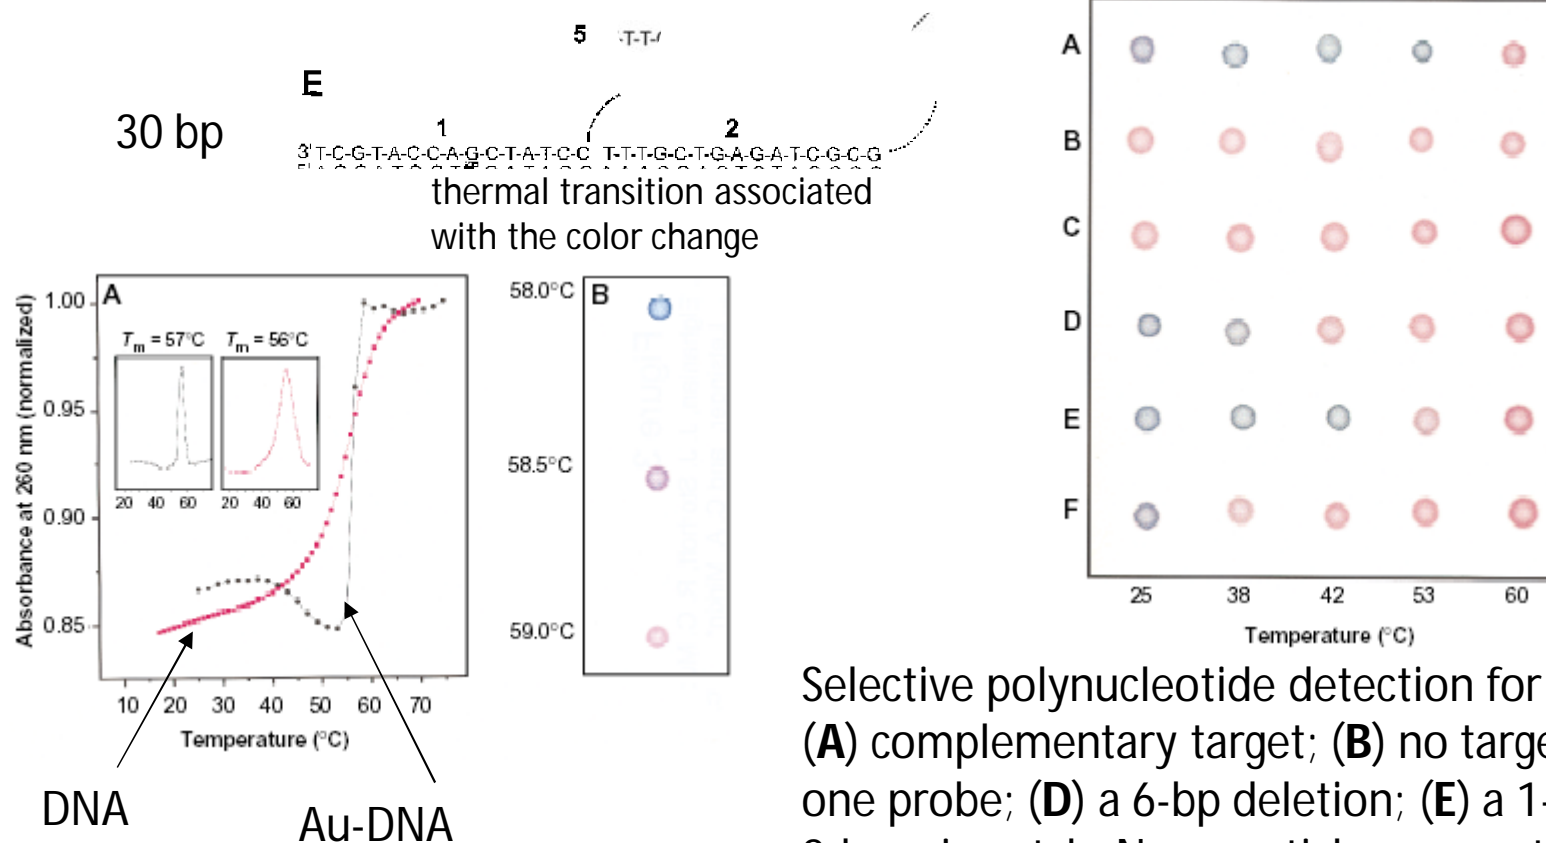 5
E
30 bp
1 2
3' T-C-G-T-A-C-C-A-G-C-T-A-T-C-C T-T-T-G-C-T-G-A-G-A-T-C-G-C-G
thermal transition associated
with the color change
A
Tm = 57°C Tm = 56°C
20 40 60 20 40 60
1.00
0.95
0.90
0.85
Absorbance at 260 nm (normalized)
10 20 30 40 50 60 70
Temperature (°C)
DNA
Au-DNA
B
58.0°C
58.5°C
59.0°C
A
B
C
D
E
F
25 38 42 53 60
Temperature (°C)
Selective polynucleotide detection for
(A) complementary target; (B) no
one probe; (D) a 6-bp deletion; (E) a